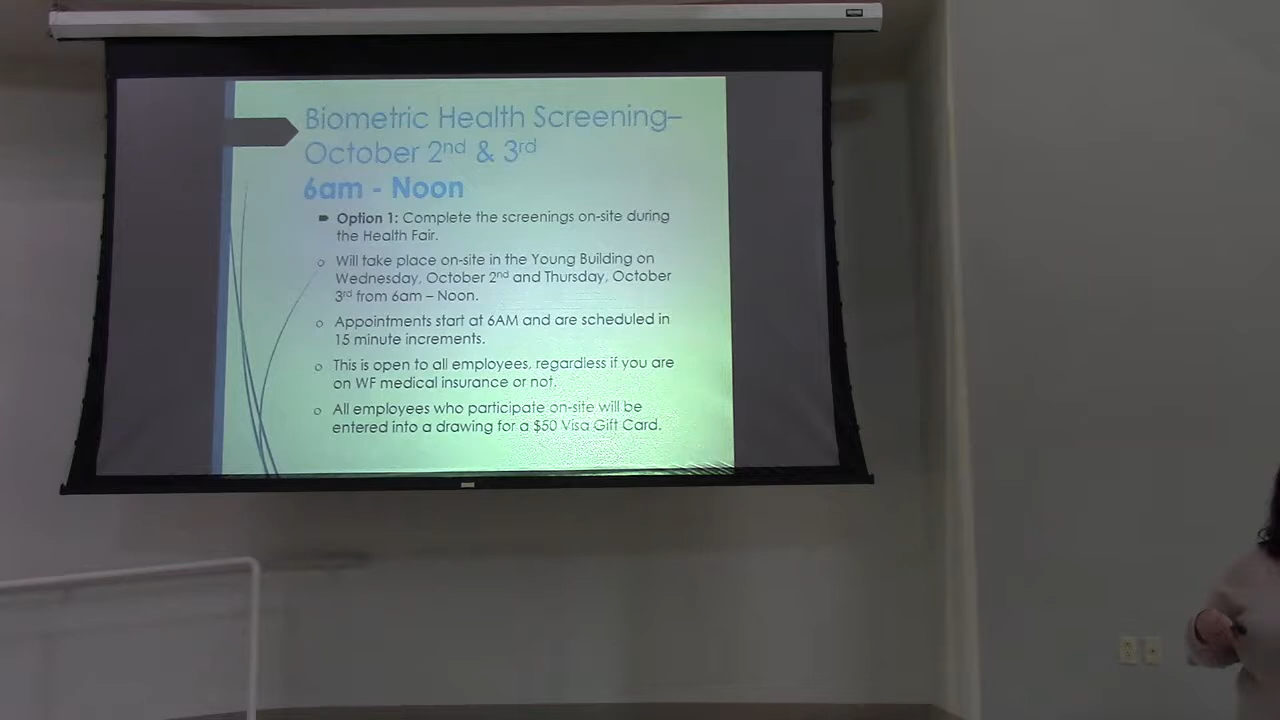 Biometric Health Screening–
October 2nd & 3rd
6am - Noon
Option 1: Complete the screenings on-site during
the Health Fair.
Will take place on-site in the Young Building on
Wednesday, October 2nd and Thursday, October
3rd from 6am – Noon.
Appointments start at 6AM and are scheduled in
15 minute increments.
This is open to all employees, regardless if you are
on WF medical insurance or not.
All employees who participate on-site will be
entered into a drawing for a $50 Visa Gift Card.